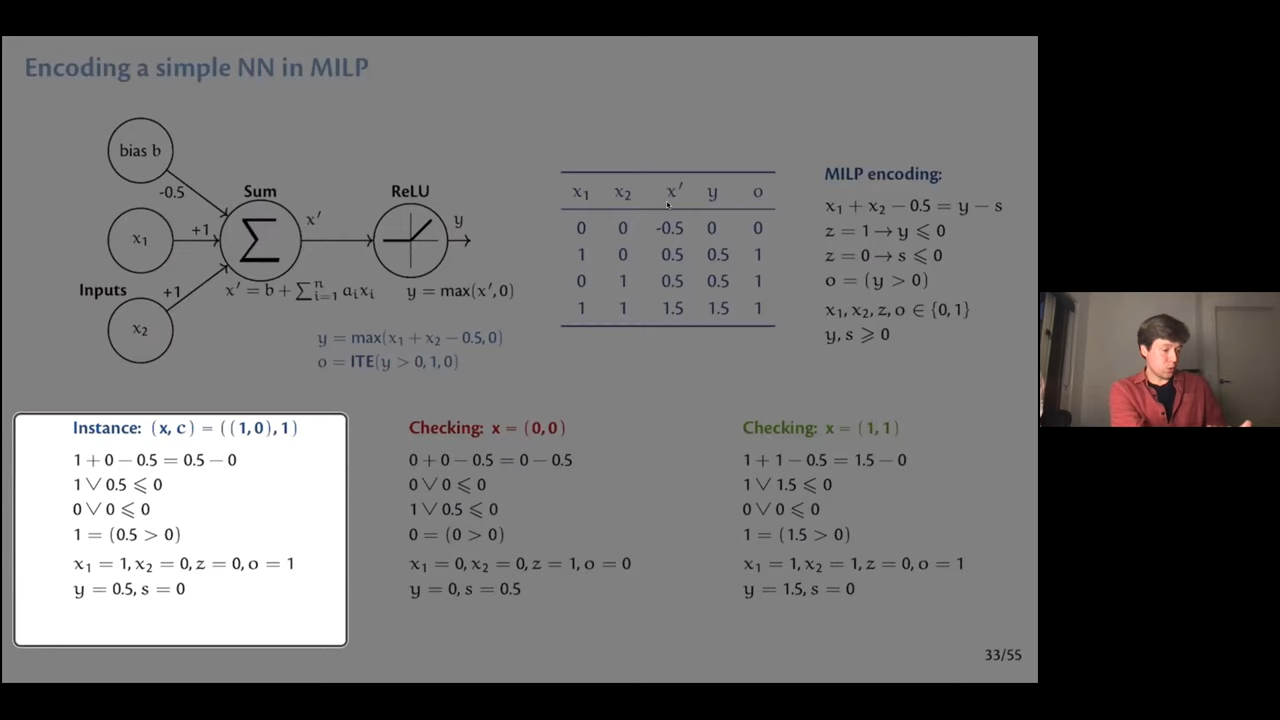 Encoding a simple NN in MILP
bias b
-0.5
x₁
+1
Inputs
+1
x₂
Sum
∑
x′
x′ = b + ∑ⁿᵢ₌₁ aᵢxᵢ
ReLU
y
y = max(x′, 0)
y = max(x₁ + x₂ − 0.5, 0)
o = ITE(y > 0, 1, 0)
x₁ x₂ x′ y o
0 0 -0.5 0 0
1 0 0.5 0.5 1
0 1 0.5 0.5 1
1 1 1.5 1.5 1
MILP encoding:
x₁ + x₂ − 0.5 = y − s
z = 1 → y ⩽ 0
z = 0 → s ⩽ 0
o = (y > 0)
x₁, x₂, z, o ∈ {0, 1}
y, s ⩾ 0
Instance: (x, c) = ((1, 0), 1)
1 + 0 − 0.5 = 0.5 − 0
1 ∨ 0.5 ⩽ 0
0 ∨ 0 ⩽ 0
1 = (0.5 > 0)
x₁ = 1, x₂ = 0, z = 0, o = 1
y = 0.5, s = 0
Checking: x = (0, 0)
0 + 0 − 0.5 = 0 − 0.5
0 ∨ 0 ⩽ 0
1 ∨ 0.5 ⩽ 0
0 = (0 > 0)
x₁ = 0, x₂ = 0, z = 1, o = 0
y = 0, s = 0.5
Checking: x = (1, 1)
1 + 1 − 0.5 = 1.5 − 0
1 ∨ 1.5 ⩽ 0
0 ∨ 0 ⩽ 0
1 = (1.5 > 0)
x₁ = 1, x₂ = 1, z = 0, o = 1
y = 1.5, s = 0
33/55